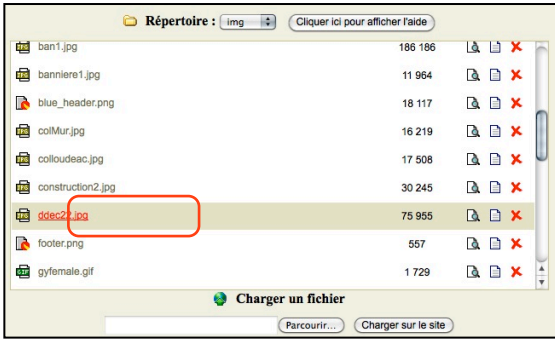 Répertoire : img Cliquer ici pour afficher l'aide
ban1.jpg 186 186
banniere1.jpg 11 964
blue_header.png 18 117
colMur.jpg 16 219
colloudeac.jpg 17 508
construction2.jpg 30 245
ddec22.jpg 75 955
footer.png 557
gyfemale.gif 1 729
Charger un fichier
Parcourir... Charger sur le site